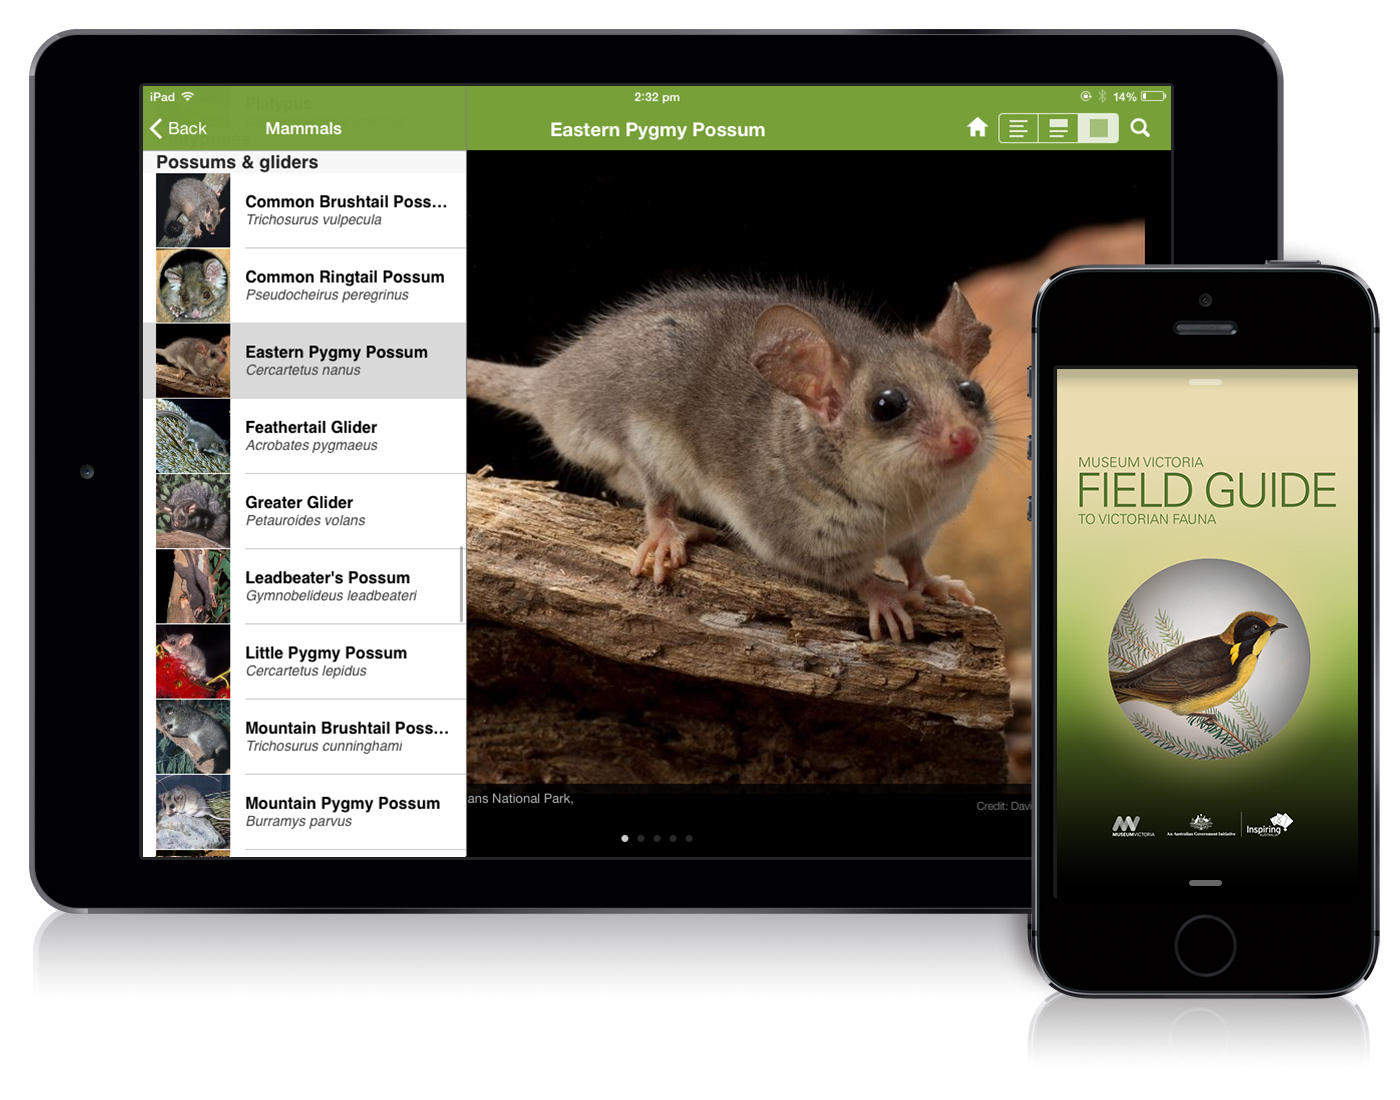 iPad
2:32 pm
14%
Platypus
Back
Mammals
Eastern Pygmy Possum
Possums & gliders
Common Brushtail Poss...
Trichosurus vulpecula
Common Ringtail Possum
Pseudocheirus peregrinus
Eastern Pygmy Possum
Cercartetus nanus
Feathertail Glider
Acrobates pygmaeus
Greater Glider
Petauroides volans
Leadbeater's Possum
Gymnobelideus leadbeateri
Little Pygmy Possum
Cercartetus lepidus
Mountain Brushtail Poss...
Trichosurus cunninghami
Mountain Pygmy Possum
Burramys parvus
ans National Park,
Credit: Davi
MUSEUM VICTORIA
FIELD GUIDE
TO VICTORIAN FAUNA
MUSEUMVICTORIA
An Australian Government Initiative
Inspiring
AUSTRALIA